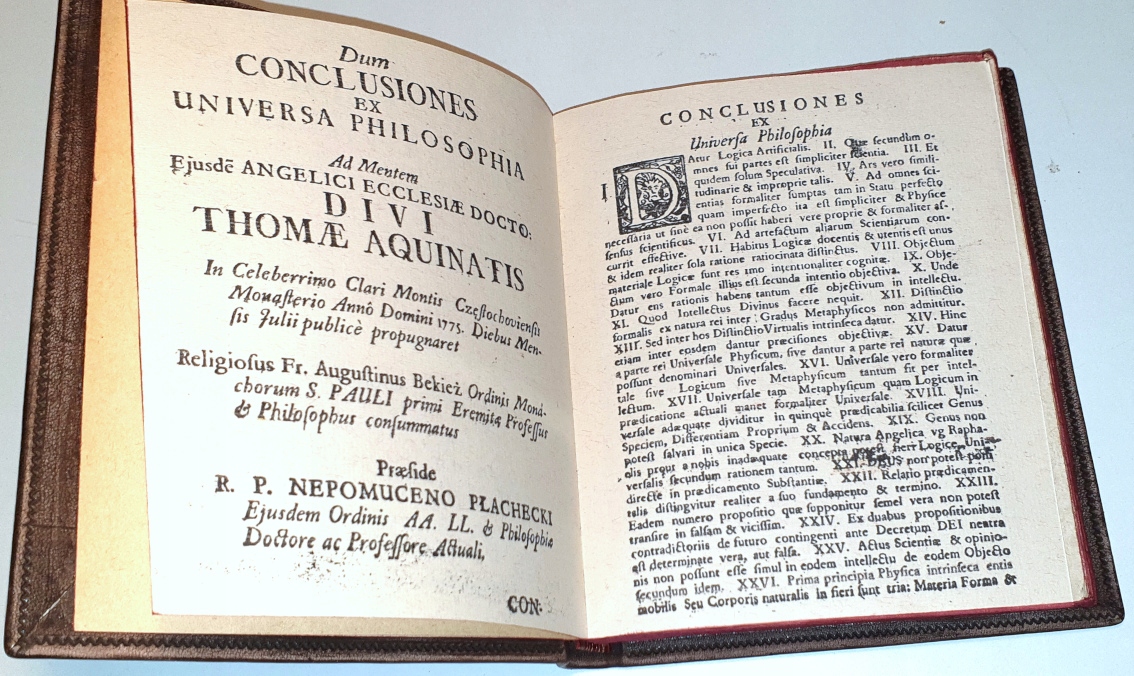 Dum
CONCLUSIONES
EX
UNIVERSA PHILOSOPHIA
Ad Mentem
Ejusdẽ ANGELICI ECCLESIÆ DOCTO:
DIVI
THOMÆ AQUINATIS
In Celeberrimo Clari Montis Częſtochovienſis
Monaſterio Annô Domini 1775. Diebus Men-
ſis Julii publicè propugnaret
Religioſus Fr. Auguſtinus Bekież Ordinis Mona-
chorum S. PAULI primi Eremitæ Profeſſus
& Philoſophus conſummatus
Præſide
R. P. NEPOMUCENO PŁACHECKI
Ejusdem Ordinis AA. LL. & Philoſophiæ
Doctore ac Profeſſore Actuali,
CON-
CONCLUSIONES
EX
Univerſa Philoſophia
I. DAtur Logica Artificialis. II. Quæ ſecundùm o-
mnes ſui partes eſt ſimpliciter ſcientia. III. Et
quidem ſolum Speculativa. IV. Ars vero ſimili-
tudinarie & improprie talis. V. Ad omnes ſci-
entias formaliter ſumptas tam in Statu perfecto
quam imperfecto ita eſt ſimpliciter & Phyſice
neceſſaria ut ſinè ea non poſſit haberi vere proprie & formaliter aſ-
ſenſus ſcientificus. VI. Ad artefactum aliarum Scientiarum con-
currit effective. VII. Habitus Logicæ docentis & utentis eſt unus
& idem realiter ſola ratione ratiocinata diſtinctus. VIII. Objectum
materiale Logicæ ſunt res imo intentionaliter cognitæ. IX. Obje-
ctum vero Formale illius eſt ſecunda intentio objectiva. X. Unde
Datur ens rationis habens tantum eſſe objectivum in intellectu.
XI. Quod Intellectus Divinus facere nequit. XII. Diſtinctio
formalis ex natura rei inter Gradus Metaphyſicos non admittitur.
XIII. Sed inter hos Diſtinctio Virtualis intrinſeca datur. XIV. Hinc
etiam inter eosdem dantur præciſiones objectivæ. XV. Datur
a parte rei Univerſale Phyſicum, ſive dantur a parte rei naturæ quæ
poſſunt denominari Univerſales. XVI. Univerſale vero formaliter
tale ſive Logicum ſive Metaphyſicum tantum fit per intel-
lectum. XVII. Univerſale tam Metaphyſicum quam Logicum in
prædicatione actuali manet formaliter Univerſale. XVIII. Uni-
verſale adæquate dividitur in quinquè prædicabilia ſcilicet Genus
Speciem, Differentiam Proprium & Accidens. XIX. Genus non
poteſt ſalvari in unica Specie. XX. Natura Angelica vg Rapha-
elis prout a nobis inadæquate concepta poteſt fieri Logice Univer-
verſalis ſecundum rationem tantum. XXI. DEUS non poteſt poni
directe in prædicamento Subſtantiæ. XXII. Relatio prædicamen-
talis diſtingvitur realiter a ſuo fundamento & termino. XXIII.
Eadem numero propoſitio quæ ſupponitur ſemel vera non poteſt
tranſire in falſam & viciſſim. XXIV. Ex duabus propoſitionibus
contradictoriis de futuro contingenti ante Decretum DEI neutra
eſt determinate vera, aut falſa. XXV. Actus Scientiæ & opinio-
nis non poſſunt eſſe ſimul in eodem intellectu de eodem Objecto
ſecundum idem. XXVI. Prima principia Phyſica intrinſeca entis
mobilis Seu Corporis naturalis in fieri ſunt tria: Materia Forma &